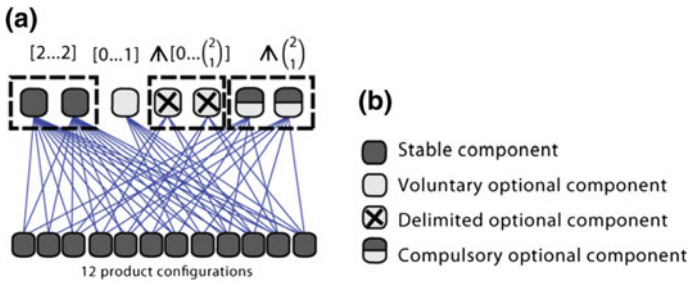 (a)
[2...2] [0...1] ⩚[0...(2 1)] ⩚(2 1)
12 product configurations
(b)
Stable component
Voluntary optional component
Delimited optional component
Compulsory optional component